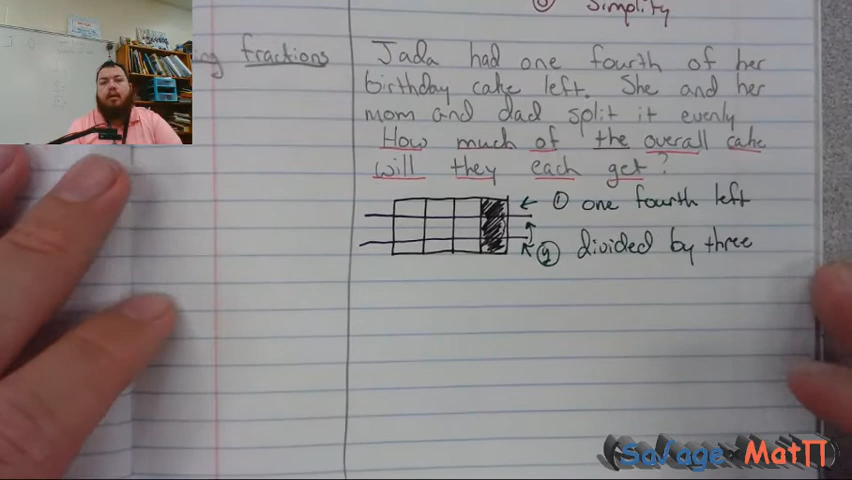 Simplify
ing fractions
Jada had one fourth of her
birthday cake left. She and her
mom and dad split it evenly
How much of the overall cake
will they each get?
① one fourth left
② divided by three
Savage MatΠ